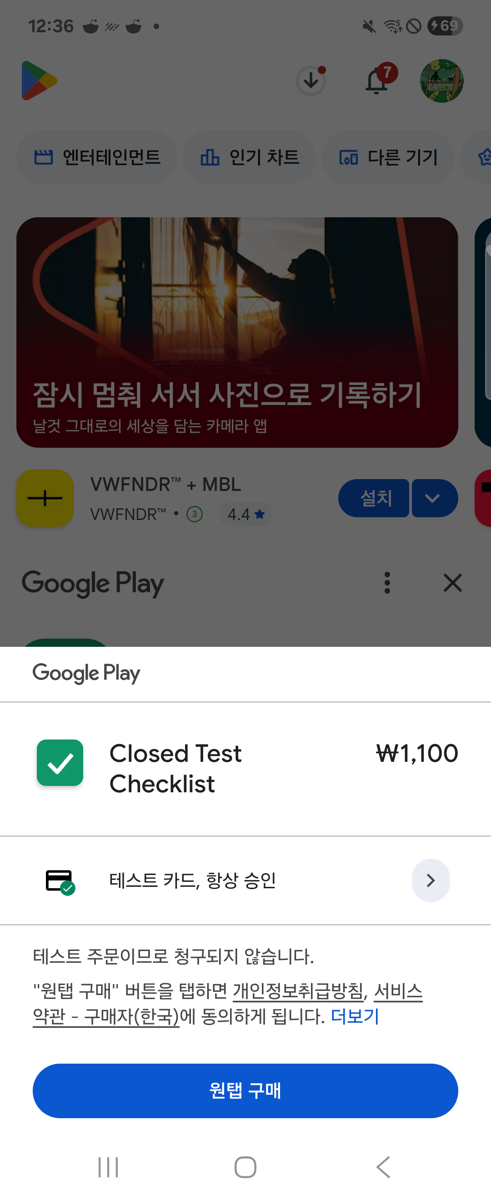 12:36
69
7
엔터테인먼트
인기 차트
다른 기기
잠시 멈춰 서서 사진으로 기록하기
날것 그대로의 세상을 담는 카메라 앱
VWFNDR™ + MBL
설치
VWFNDR™ • 3 4.4★
Google Play
Google Play
Closed Test ₩1,100
Checklist
테스트 카드, 항상 승인
테스트 주문이므로 청구되지 않습니다.
"원탭 구매" 버튼을 탭하면 개인정보취급방침, 서비스
약관 - 구매자(한국)에 동의하게 됩니다. 더보기
원탭 구매